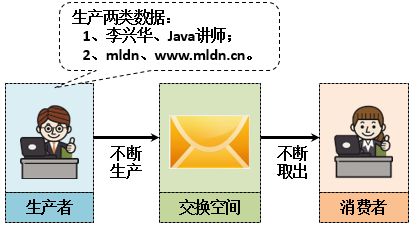 生产两类数据：
1、李兴华、Java讲师；
2、mldn、www.mldn.cn。
不断
生产
不断
取出
生产者
交换空间
消费者